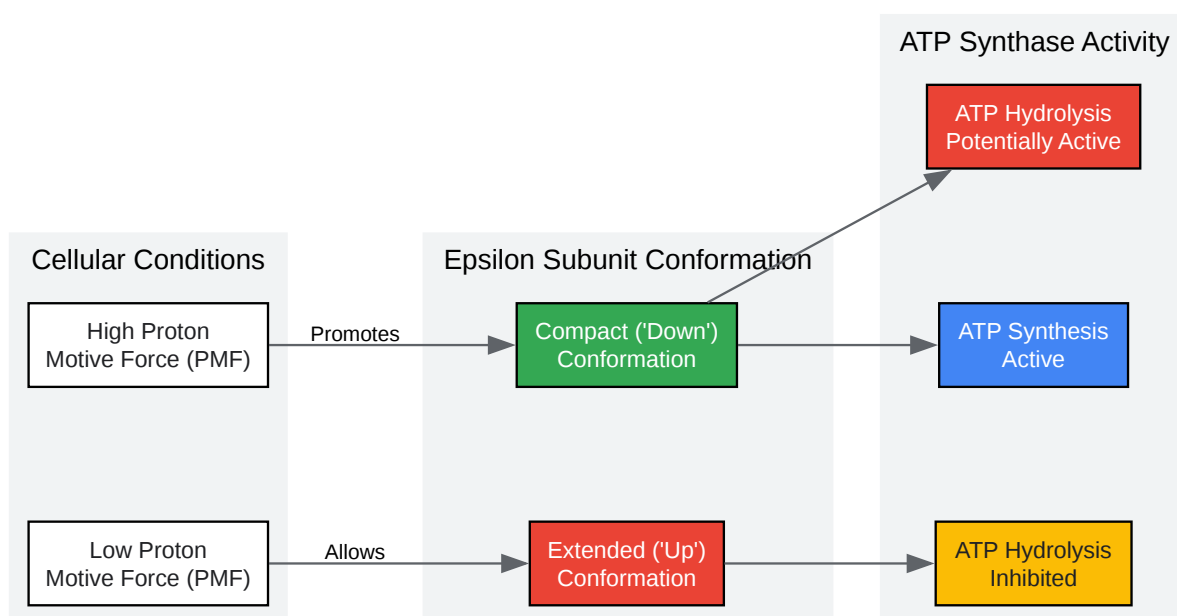 ATP Synthase Activity
ATP Hydrolysis
Potentially Active
Cellular Conditions
Epsilon Subunit Conformation
High Proton
Motive Force (PMF)
Promotes
Compact ('Down')
Conformation
ATP Synthesis
Active
Low Proton
Motive Force (PMF)
Allows
Extended ('Up')
Conformation
ATP Hydrolysis
Inhibited